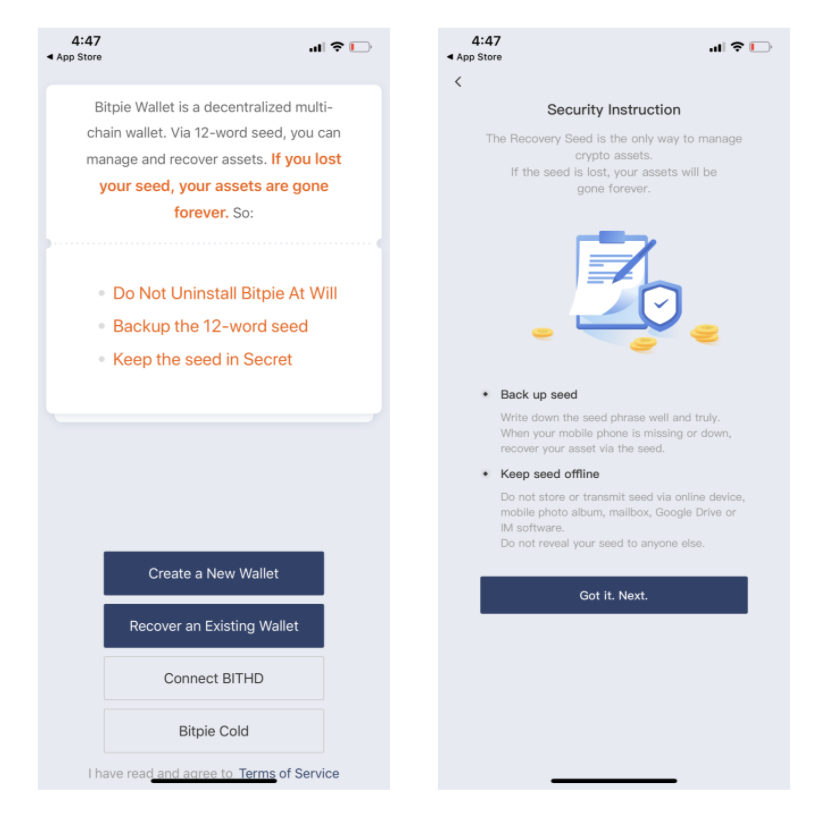 4:47
◀ App Store
Bitpie Wallet is a decentralized multi-
chain wallet. Via 12-word seed, you can
manage and recover assets. If you lost
your seed, your assets are gone
forever. So:
Do Not Uninstall Bitpie At Will
Backup the 12-word seed
Keep the seed in Secret
Create a New Wallet
Recover an Existing Wallet
Connect BITHD
Bitpie Cold
I have read and agree to Terms of Service
4:47
◀ App Store
Security Instruction
The Recovery Seed is the only way to manage
crypto assets.
If the seed is lost, your assets will be
gone forever.
Back up seed
Write down the seed phrase well and truly.
When your mobile phone is missing or down,
recover your asset via the seed.
Keep seed offline
Do not store or transmit seed via online device,
mobile photo album, mailbox, Google Drive or
IM software.
Do not reveal your seed to anyone else.
Got it. Next.